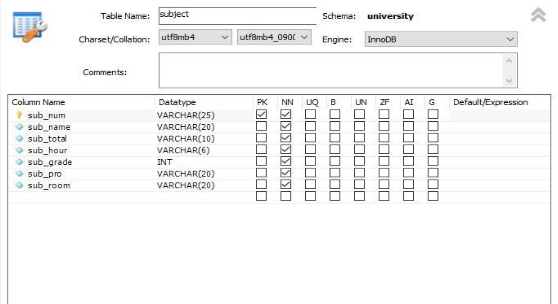 Table Name: subject Schema: university
Charset/Collation: utf8mb4 utf8mb4_090( Engine: InnoDB
Comments:
Column Name Datatype PK NN UQ B UN ZF AI G Default/Expression
sub_num VARCHAR(25)
sub_name VARCHAR(20)
sub_total VARCHAR(10)
sub_hour VARCHAR(6)
sub_grade INT
sub_pro VARCHAR(20)
sub_room VARCHAR(20)